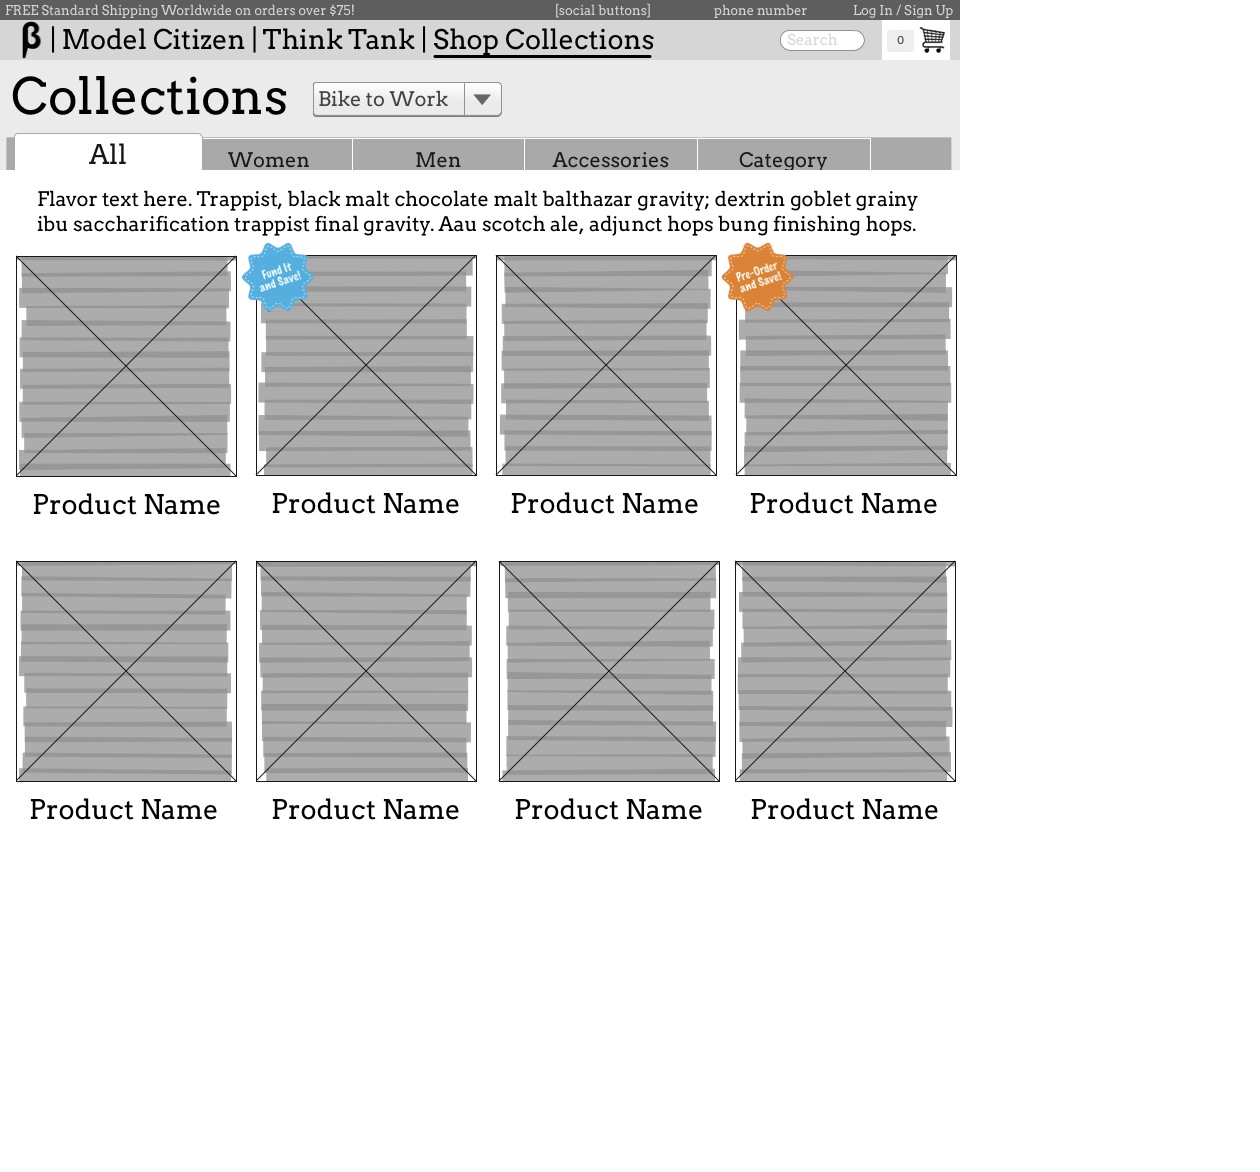 FREE Standard Shipping Worldwide on orders over $75! [social buttons] phone number Log In / Sign Up
β | Model Citizen | Think Tank | Shop Collections Search 0
Collections Bike to Work
All Women Men Accessories Category
Flavor text here. Trappist, black malt chocolate malt balthazar gravity; dextrin goblet grainy
ibu saccharification trappist final gravity. Aau scotch ale, adjunct hops bung finishing hops.
Fund It
and Save!
Pre-Order
and Save!
Product Name Product Name Product Name Product Name
Product Name Product Name Product Name Product Name